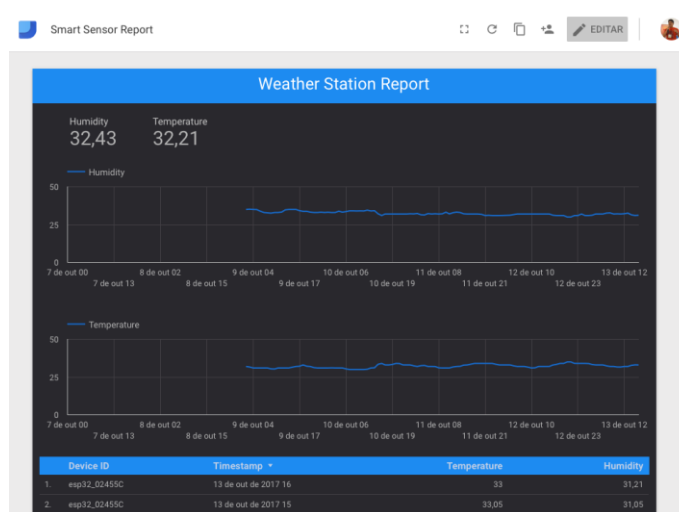 Smart Sensor Report
EDITAR
Weather Station Report
Humidity Temperature
32,43 32,21
Humidity
50
25
0
7 de out 00 8 de out 02 9 de out 04 10 de out 06 11 de out 08 12 de out 10 13 de out 12
7 de out 13 8 de out 15 9 de out 17 10 de out 19 11 de out 21 12 de out 23
Temperature
50
25
0
7 de out 00 8 de out 02 9 de out 04 10 de out 06 11 de out 08 12 de out 10 13 de out 12
7 de out 13 8 de out 15 9 de out 17 10 de out 19 11 de out 21 12 de out 23
Device ID Timestamp Temperature Humidity
1. esp32_02455C 13 de out de 2017 16 33 31,21
2. esp32_02455C 13 de out de 2017 15 33,05 31,05